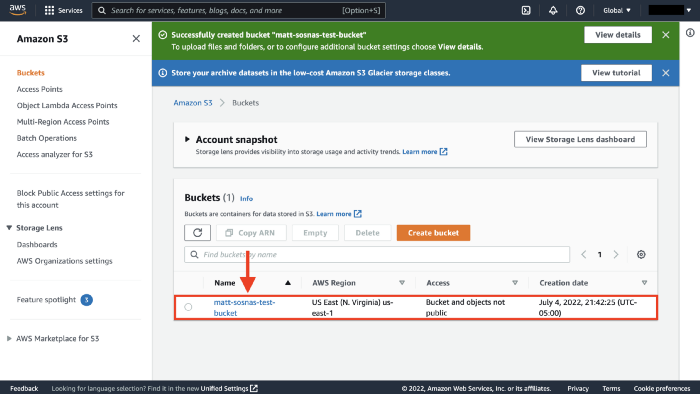 aws
Services
Search for services, features, blogs, docs, and more
[Option+S]
Global
Amazon S3
Buckets
Access Points
Object Lambda Access Points
Multi-Region Access Points
Batch Operations
Access analyzer for S3
Block Public Access settings for
this account
Storage Lens
Dashboards
AWS Organizations settings
Feature spotlight 3
AWS Marketplace for S3
Successfully created bucket "matt-sosnas-test-bucket"
To upload files and folders, or to configure additional bucket settings choose View details.
View details
Store your archive datasets in the low-cost Amazon S3 Glacier storage classes.
View tutorial
Amazon S3 > Buckets
Account snapshot
Storage lens provides visibility into storage usage and activity trends. Learn more
View Storage Lens dashboard
Buckets (1) Info
Buckets are containers for data stored in S3. Learn more
Copy ARN Empty Delete Create bucket
Find buckets by name
1
Name AWS Region Access Creation date
matt-sosnas-test- US East (N. Virginia) us- Bucket and objects not July 4, 2022, 21:42:25 (UTC-
bucket east-1 public 05:00)
Feedback Looking for language selection? Find it in the new Unified Settings © 2022, Amazon Web Services, Inc. or its affiliates. Privacy Terms Cookie preferences